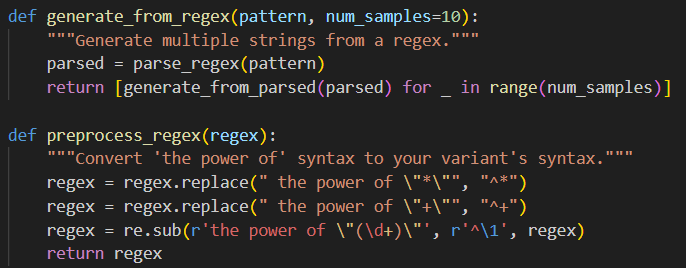 def generate_from_regex(pattern, num_samples=10):
    """Generate multiple strings from a regex."""
    parsed = parse_regex(pattern)
    return [generate_from_parsed(parsed) for _ in range(num_samples)]

def preprocess_regex(regex):
    """Convert 'the power of' syntax to your variant's syntax."""
    regex = regex.replace(" the power of \"*\"", "^*")
    regex = regex.replace(" the power of \"+\"", "^+")
    regex = re.sub(r'the power of \"(\d+)\"', r'^\1', regex)
    return regex